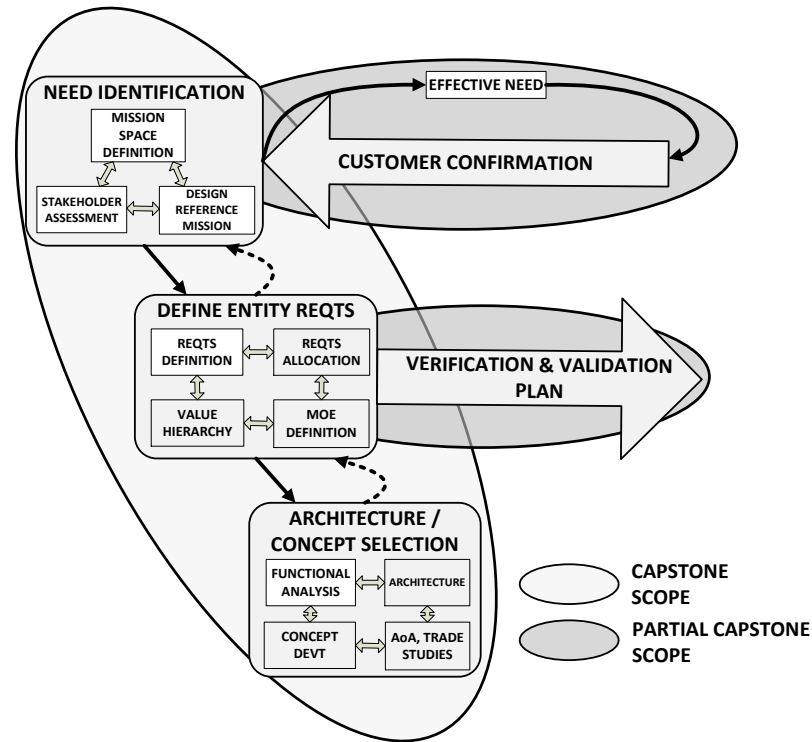 NEED IDENTIFICATION
MISSION
SPACE
DEFINITION
STAKEHOLDER
ASSESSMENT
DESIGN
REFERENCE
MISSION
EFFECTIVE NEED
CUSTOMER CONFIRMATION
DEFINE ENTITY REQTS
REQTS
DEFINITION
REQTS
ALLOCATION
VALUE
HIERARCHY
MOE
DEFINITION
VERIFICATION & VALIDATION
PLAN
ARCHITECTURE /
CONCEPT SELECTION
FUNCTIONAL
ANALYSIS
ARCHITECTURE
CONCEPT
DEVT
AoA, TRADE
STUDIES
CAPSTONE
SCOPE
PARTIAL CAPSTONE
SCOPE